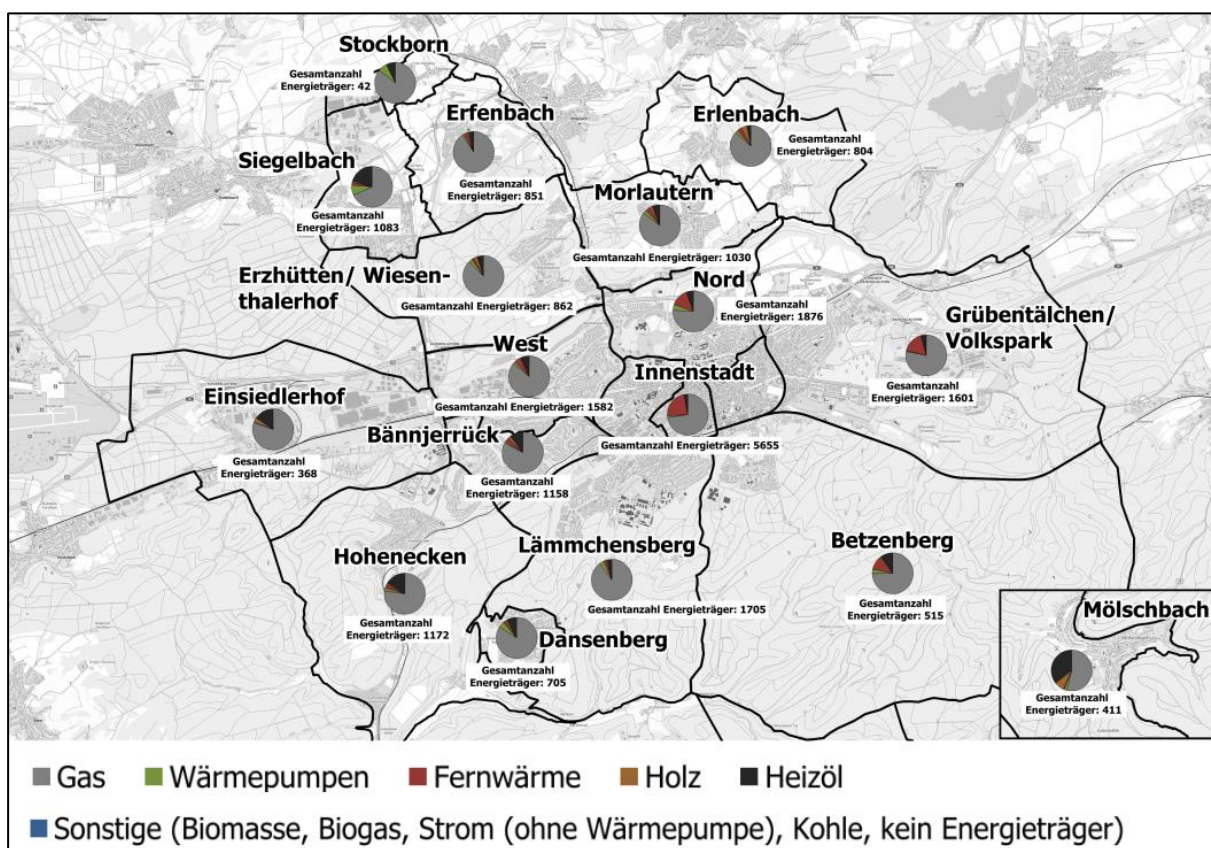 Stockborn
Gesamtanzahl
Energieträger: 42
Erfenbach
Gesamtanzahl
Energieträger: 851
Erlenbach
Gesamtanzahl
Energieträger: 804
Siegelbach
Gesamtanzahl
Energieträger: 1083
Morlautern
Gesamtanzahl Energieträger: 1030
Erzhütten/ Wiesen-
thalerhof
Gesamtanzahl Energieträger: 862
Nord
Gesamtanzahl
Energieträger: 1876
Grübentälchen/
Volkspark
Gesamtanzahl
Energieträger: 1601
West
Gesamtanzahl Energieträger: 1582
Innenstadt
Gesamtanzahl
Energieträger: 5655
Einsiedlerhof
Gesamtanzahl
Energieträger: 368
Bännjerrück
Gesamtanzahl
Energieträger: 1158
Hohenecken
Gesamtanzahl
Energieträger: 1172
Lämmchensberg
Gesamtanzahl Energieträger: 1705
Betzenberg
Gesamtanzahl
Energieträger: 515
Dansenberg
Gesamtanzahl
Energieträger: 705
Mölschbach
Gesamtanzahl
Energieträger: 411
Gas Wärmepumpen Fernwärme Holz Heizöl
Sonstige (Biomasse, Biogas, Strom (ohne Wärmepumpe), Kohle, kein Energieträger)